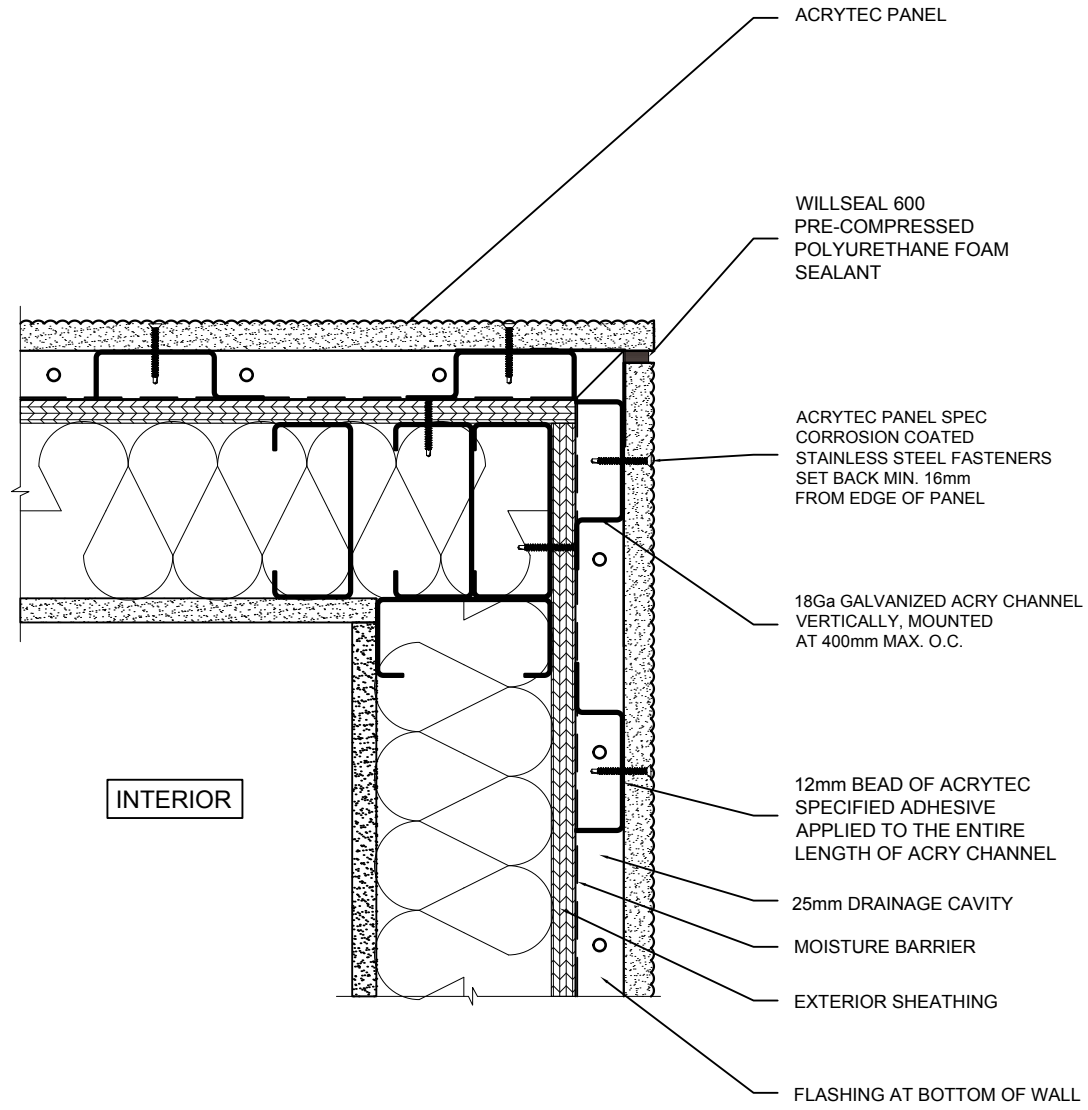 ACRYTEC PANEL
WILLSEAL 600
PRE-COMPRESSED
POLYURETHANE FOAM
SEALANT
ACRYTEC PANEL SPEC
CORROSION COATED
STAINLESS STEEL FASTENERS
SET BACK MIN. 16mm
FROM EDGE OF PANEL
18Ga GALVANIZED ACRY CHANNEL
VERTICALLY, MOUNTED
AT 400mm MAX. O.C.
INTERIOR
12mm BEAD OF ACRYTEC
SPECIFIED ADHESIVE
APPLIED TO THE ENTIRE
LENGTH OF ACRY CHANNEL
25mm DRAINAGE CAVITY
MOISTURE BARRIER
EXTERIOR SHEATHING
FLASHING AT BOTTOM OF WALL